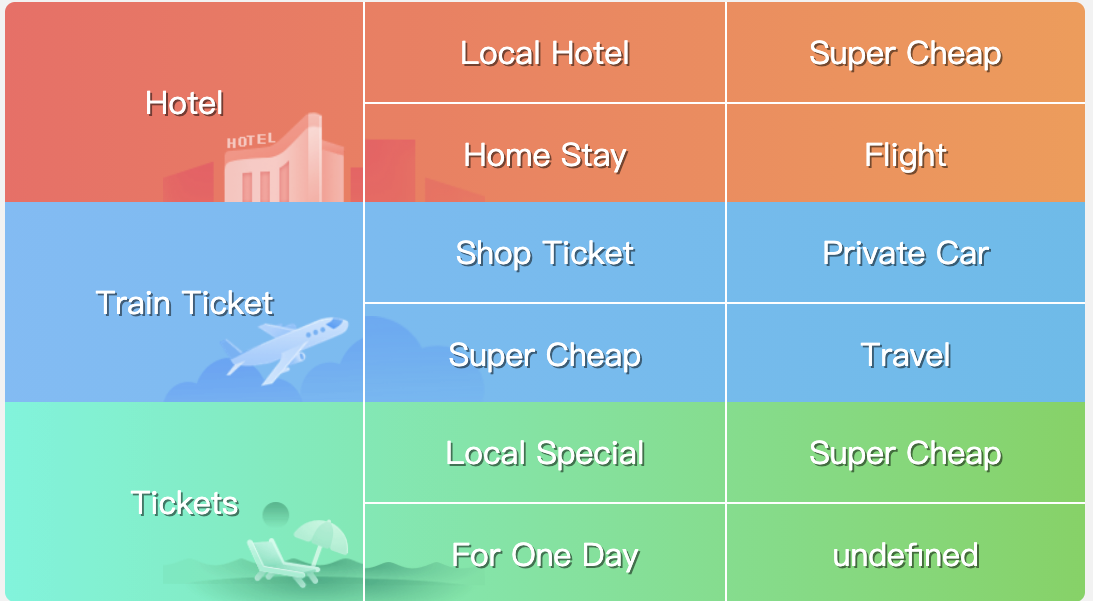 Hotel
HOTEL
Local Hotel
Super Cheap
Home Stay
Flight
Train Ticket
Shop Ticket
Private Car
Super Cheap
Travel
Tickets
Local Special
Super Cheap
For One Day
undefined